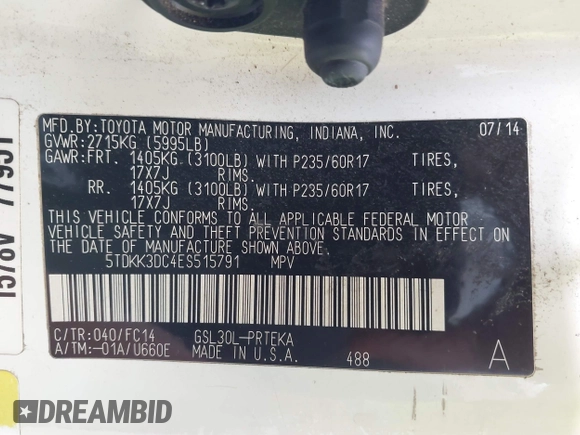 MFD.BY:TOYOTA MOTOR MANUFACTURING, INDIANA, INC. 07/14
GVWR:2715KG (5995LB)
GAWR:FRT. 1405KG (3100LB) WITH P235/60R17 TIRES,
17X7J RIMS.
RR. 1405KG (3100LB) WITH P235/60R17 TIRES,
17X7J RIMS.
THIS VEHICLE CONFORMS TO ALL APPLICABLE FEDERAL MOTOR
VEHICLE SAFETY AND THEFT PREVENTION STANDARDS IN EFFECT ON
THE DATE OF MANUFACTURE SHOWN ABOVE.
5TDKK3DC4ES515791 MPV
C/TR:040/FC14 GSL30L-PRTEKA
A/TM:-01A/U660E MADE IN U.S.A. 488 A
DREAMBID